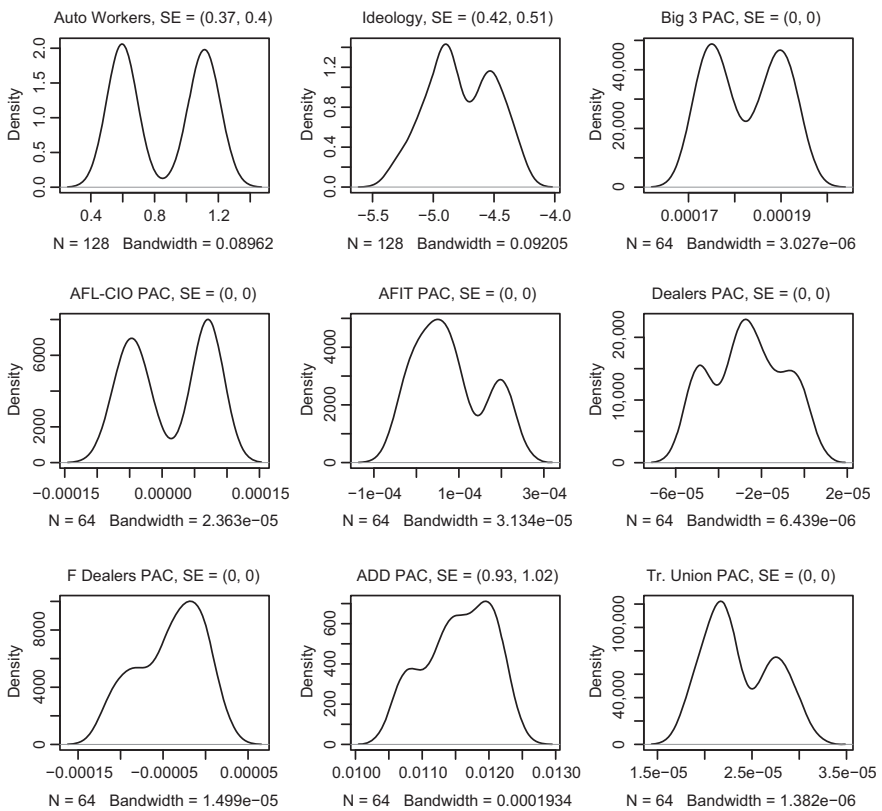 Auto Workers, SE = (0.37, 0.4)
Density
0.0 0.5 1.0 1.5 2.0
0.4 0.8 1.2
N = 128 Bandwidth = 0.08962
Ideology, SE = (0.42, 0.51)
Density
0.0 0.4 0.8 1.2
−5.5 −5.0 −4.5 −4.0
N = 128 Bandwidth = 0.09205
Big 3 PAC, SE = (0, 0)
Density
0 20,000 40,000
0.00017 0.00019
N = 64 Bandwidth = 3.027e−06
AFL-CIO PAC, SE = (0, 0)
Density
0 2000 6000
−0.00015 0.00000 0.00015
N = 64 Bandwidth = 2.363e−05
AFIT PAC, SE = (0, 0)
Density
0 2000 4000
−1e−04 1e−04 3e−04
N = 64 Bandwidth = 3.134e−05
Dealers PAC, SE = (0, 0)
Density
0 10,000 20,000
−6e−05 −2e−05 2e−05
N = 64 Bandwidth = 6.439e−06
F Dealers PAC, SE = (0, 0)
Density
0 4000 8000
−0.00015 −0.00005 0.00005
N = 64 Bandwidth = 1.499e−05
ADD PAC, SE = (0.93, 1.02)
Density
0 200 400 600
0.0100 0.0110 0.0120 0.0130
N = 64 Bandwidth = 0.0001934
Tr. Union PAC, SE = (0, 0)
Density
0 40,000 100,000
1.5e−05 2.5e−05 3.5e−05
N = 64 Bandwidth = 1.382e−06